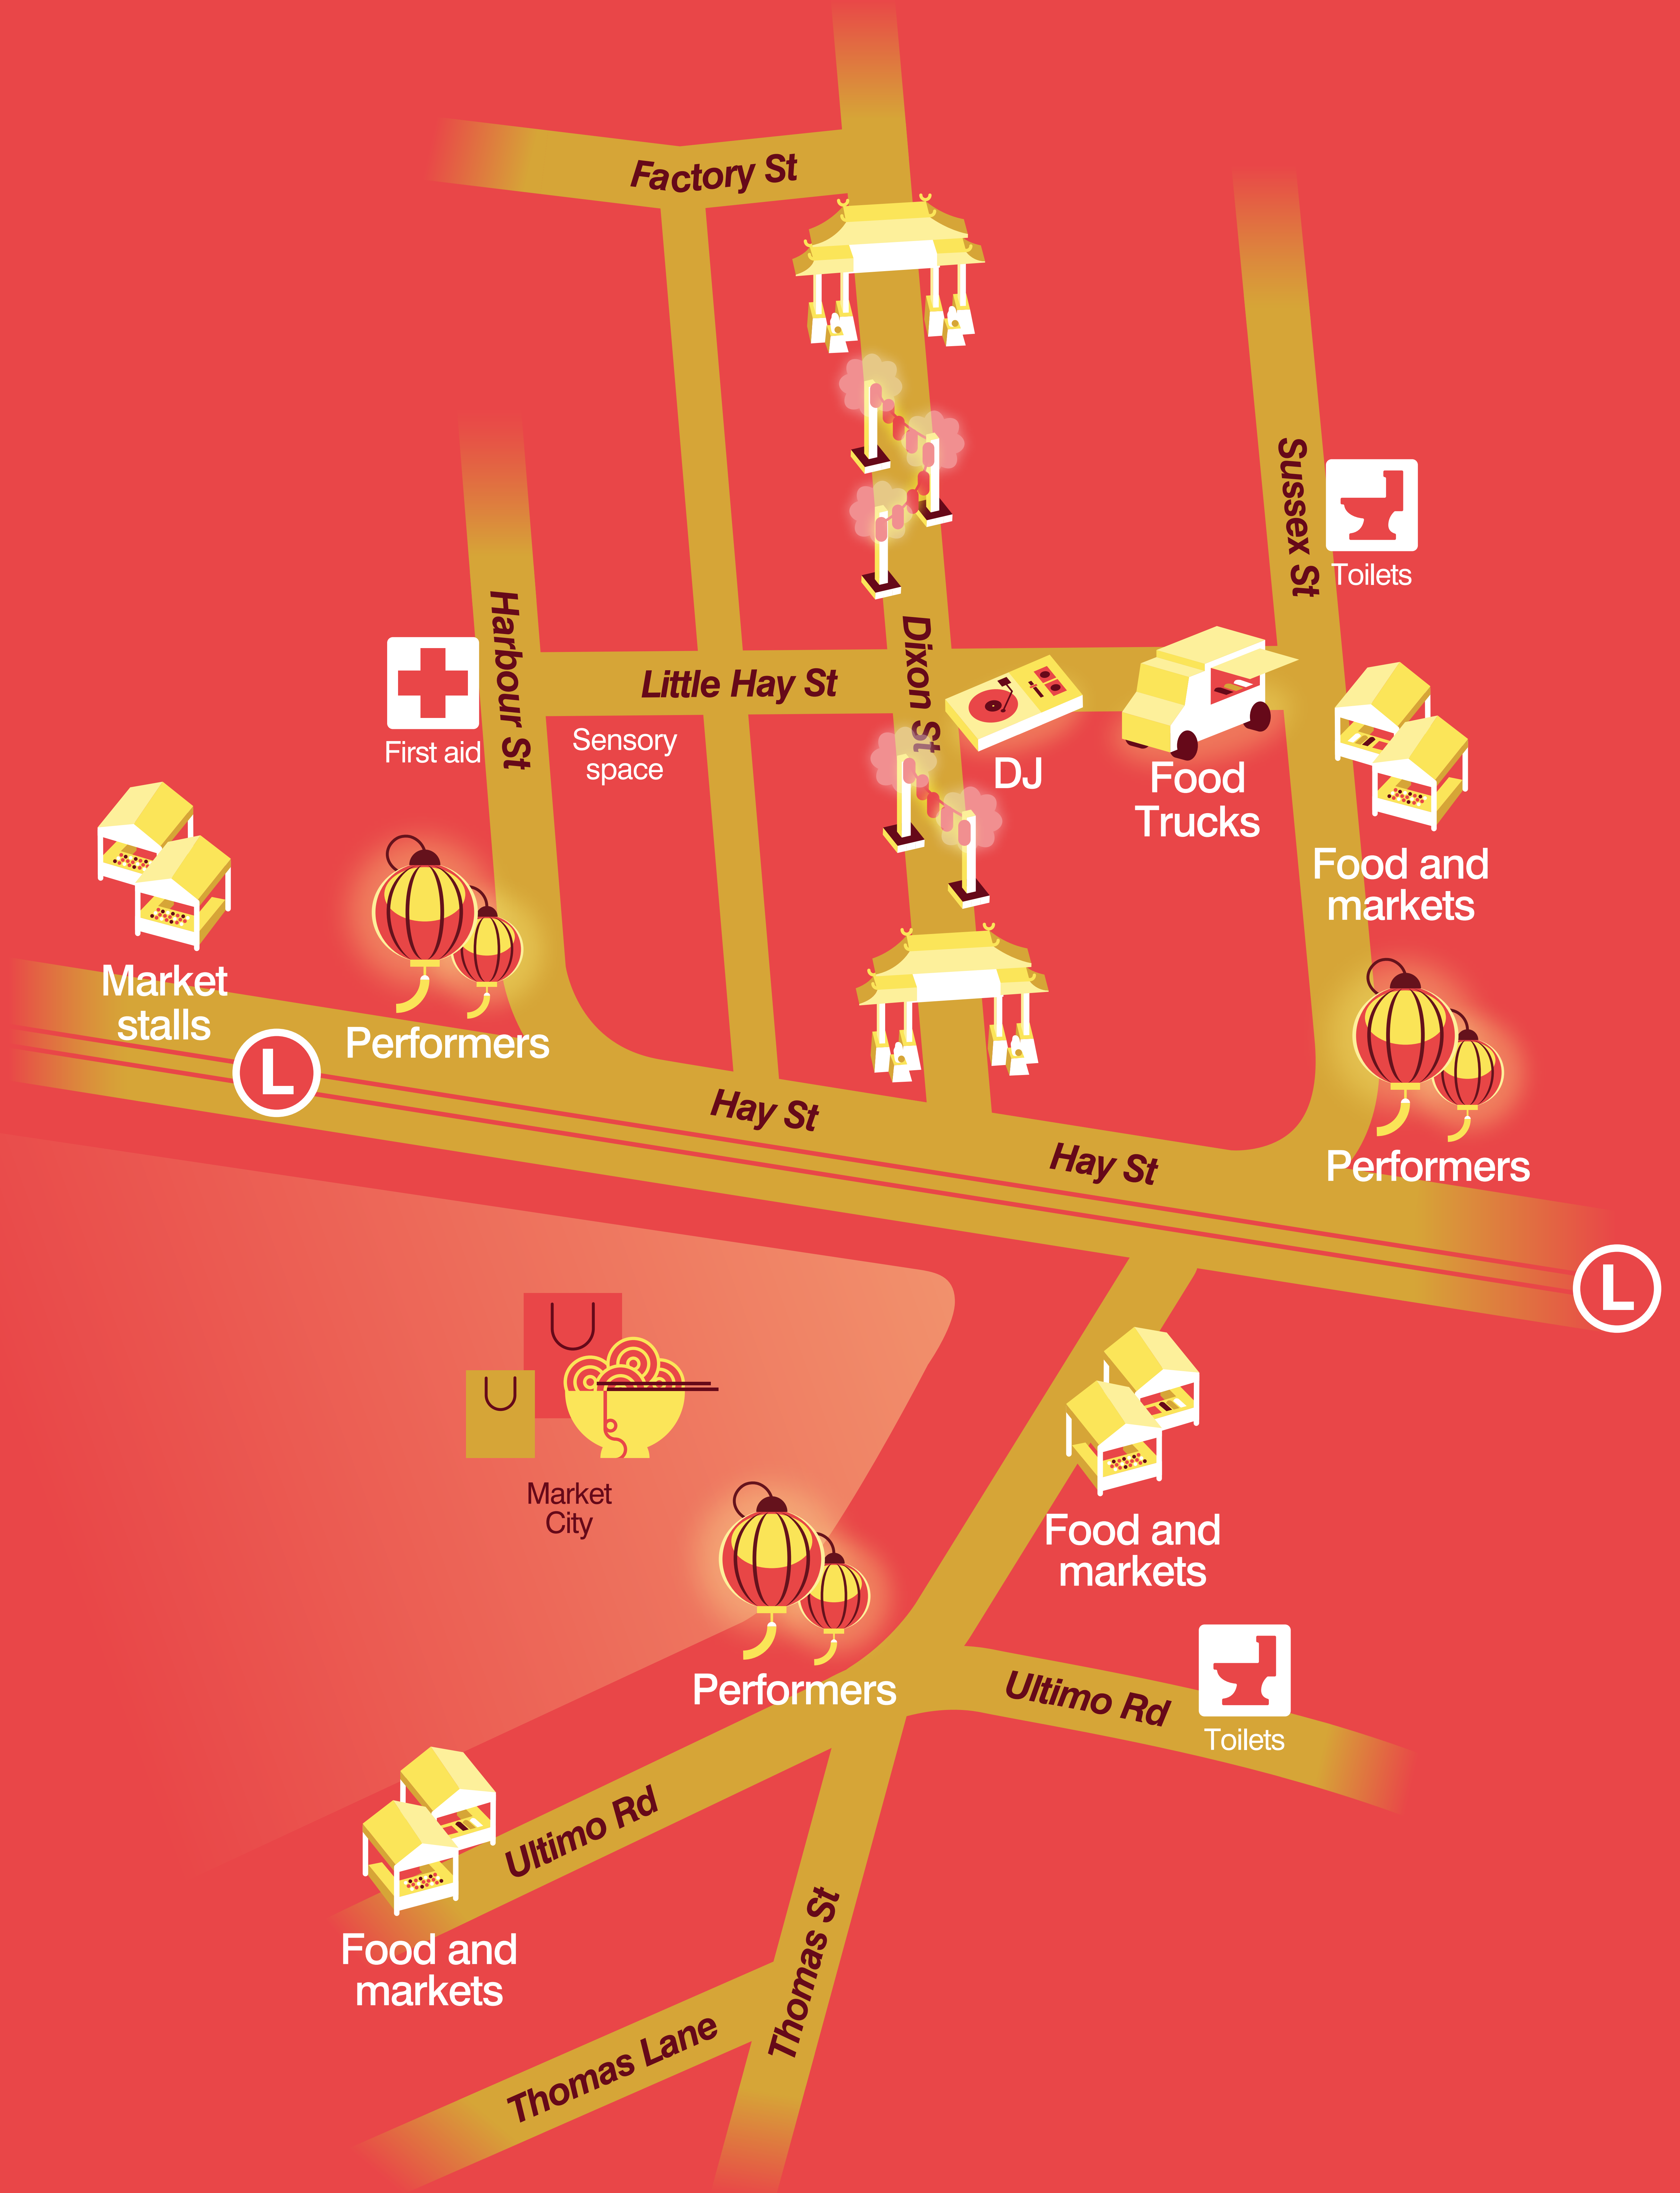 Factory St
Sussex St
Toilets
Harbour St
Dixon St
Little Hay St
First aid
Sensory
space
DJ
Food
Trucks
Food and
markets
Market
stalls
Performers
L
Hay St
Hay St
Performers
L
Market
City
Food and
markets
Performers
Ultimo Rd
Toilets
Ultimo Rd
Food and
markets
Thomas St
Thomas Lane